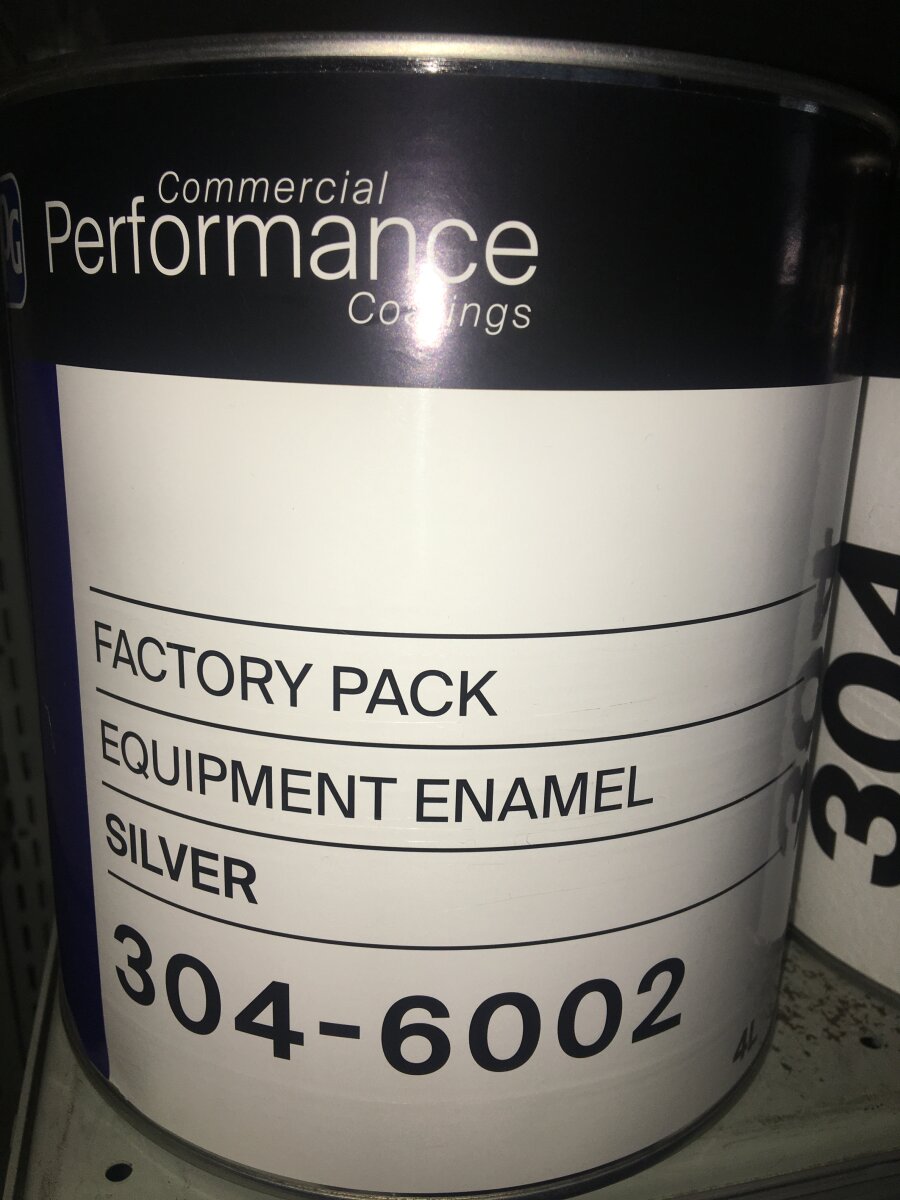 Commercial
Performance
Coatings
FACTORY PACK
EQUIPMENT ENAMEL
SILVER
304-6002
4L
304